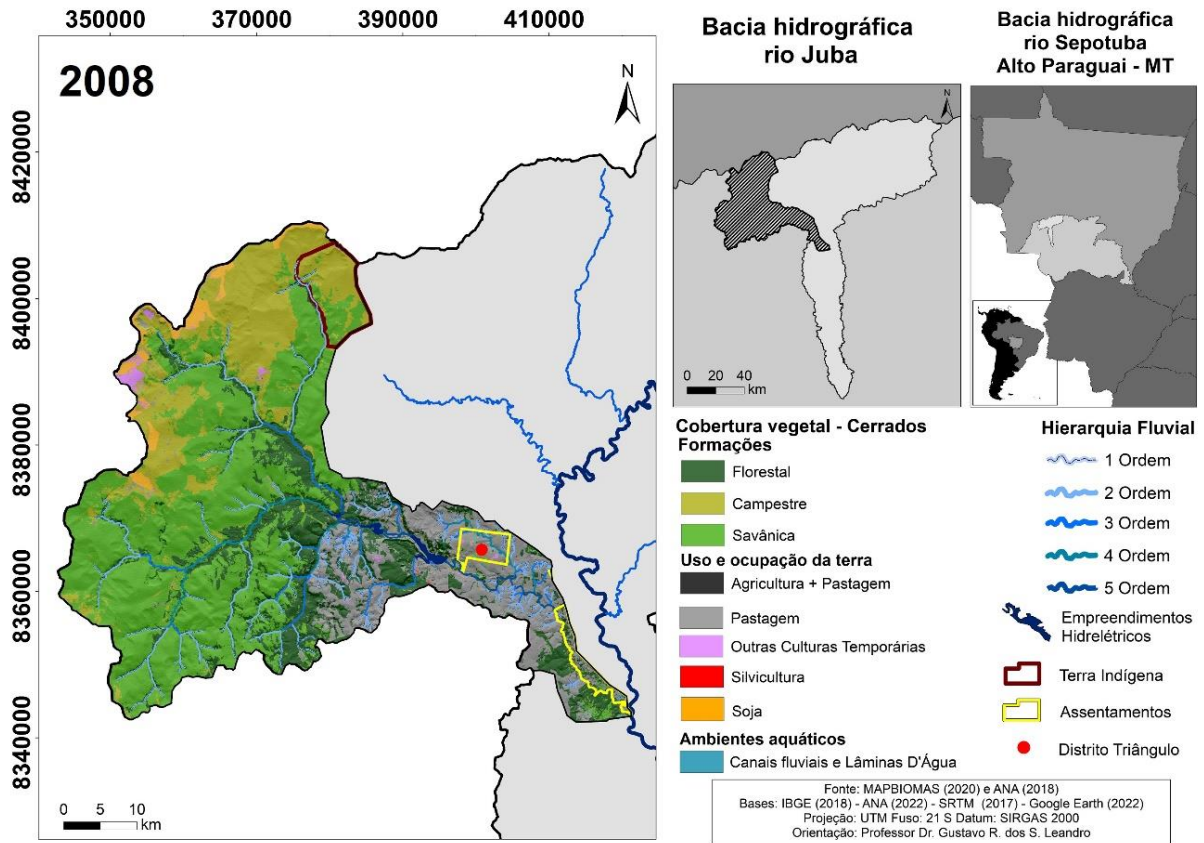 350000
370000
390000
410000
8420000
8400000
8380000
8360000
8340000
2008
N
0 5 10
km
Bacia hidrográfica
rio Juba
N
0 20 40
km
Bacia hidrográfica
rio Sepotuba
Alto Paraguai - MT
Cobertura vegetal - Cerrados
Formações
Florestal
Campestre
Savânica
Uso e ocupação da terra
Agricultura + Pastagem
Pastagem
Outras Culturas Temporárias
Silvicultura
Soja
Ambientes aquáticos
Canais fluviais e Lâminas D'Água
Hierarquia Fluvial
1 Ordem
2 Ordem
3 Ordem
4 Ordem
5 Ordem
Empreendimentos
Hidrelétricos
Terra Indígena
Assentamentos
Distrito Triângulo
Fonte: MAPBIOMAS (2020) e ANA (2018)
Bases: IBGE (2018) - ANA (2022) - SRTM (2017) - Google Earth (2022)
Projeção: UTM Fuso: 21 S Datum: SIRGAS 2000
Orientação: Professor Dr. Gustavo R. dos S. Leandro